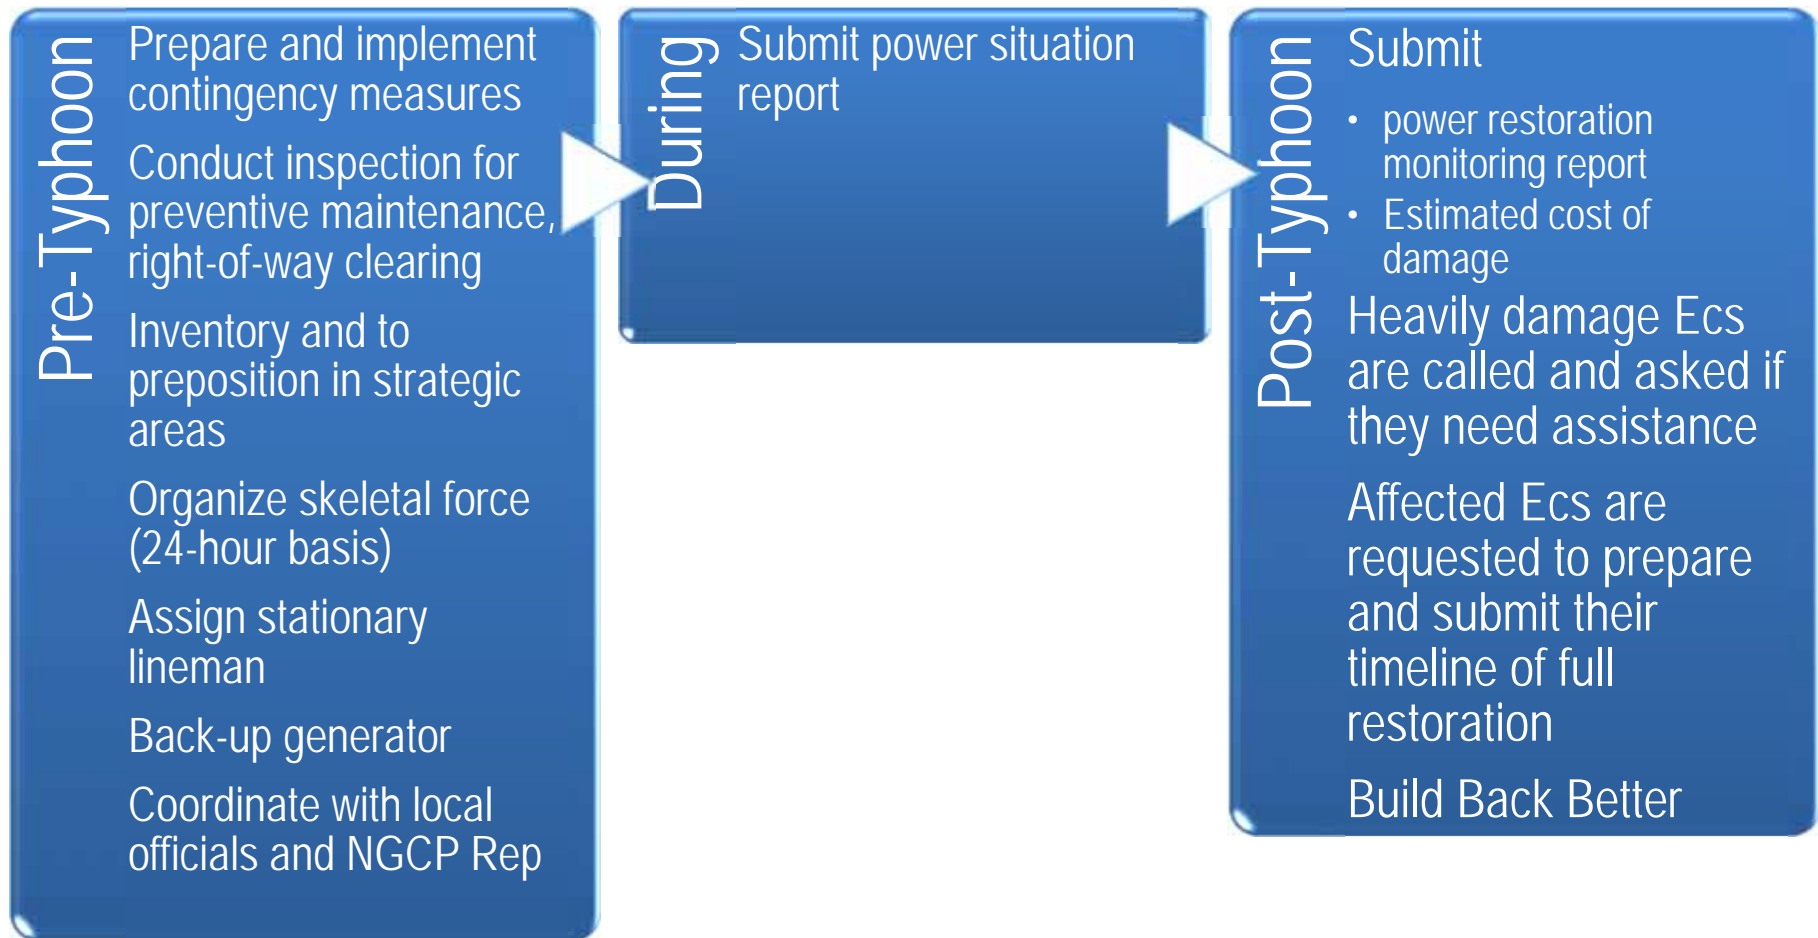 Pre-Typhoon
Prepare and implement
contingency measures
Conduct inspection for
preventive maintenance,
right-of-way clearing
Inventory and to
preposition in strategic
areas
Organize skeletal force
(24-hour basis)
Assign stationary
lineman
Back-up generator
Coordinate with local
officials and NGCP Rep
During
Submit power situation
report
Post-Typhoon
Submit
• power restoration
monitoring report
• Estimated cost of
damage
Heavily damage Ecs
are called and asked if
they need assistance
Affected Ecs are
requested to prepare
and submit their
timeline of full
restoration
Build Back Better